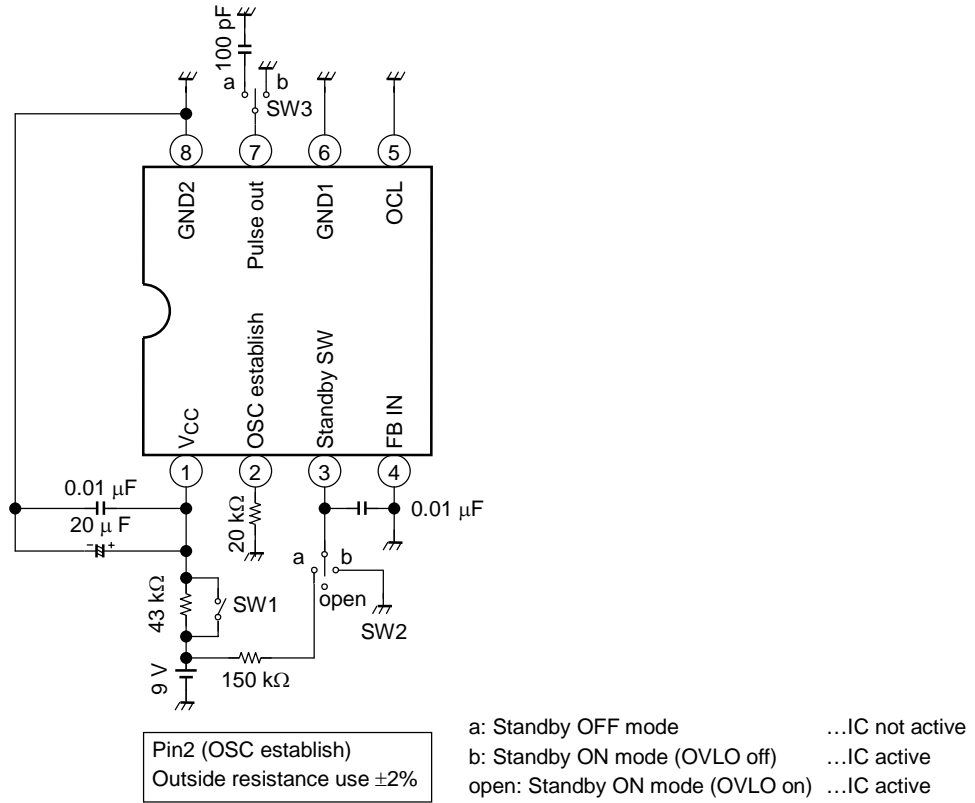 100 pF
a b
SW3
8 7 6 5
GND2 Pulse out GND1 OCL
VCC OSC establish Standby SW FB IN
1 2 3 4
0.01 μF
20 μ F
- +
20 kΩ
0.01 μF
a b
open
SW2
43 kΩ
SW1
9 V
150 kΩ
Pin2 (OSC establish)
Outside resistance use ±2%
a: Standby OFF mode …IC not active
b: Standby ON mode (OVLO off) …IC active
open: Standby ON mode (OVLO on) …IC active